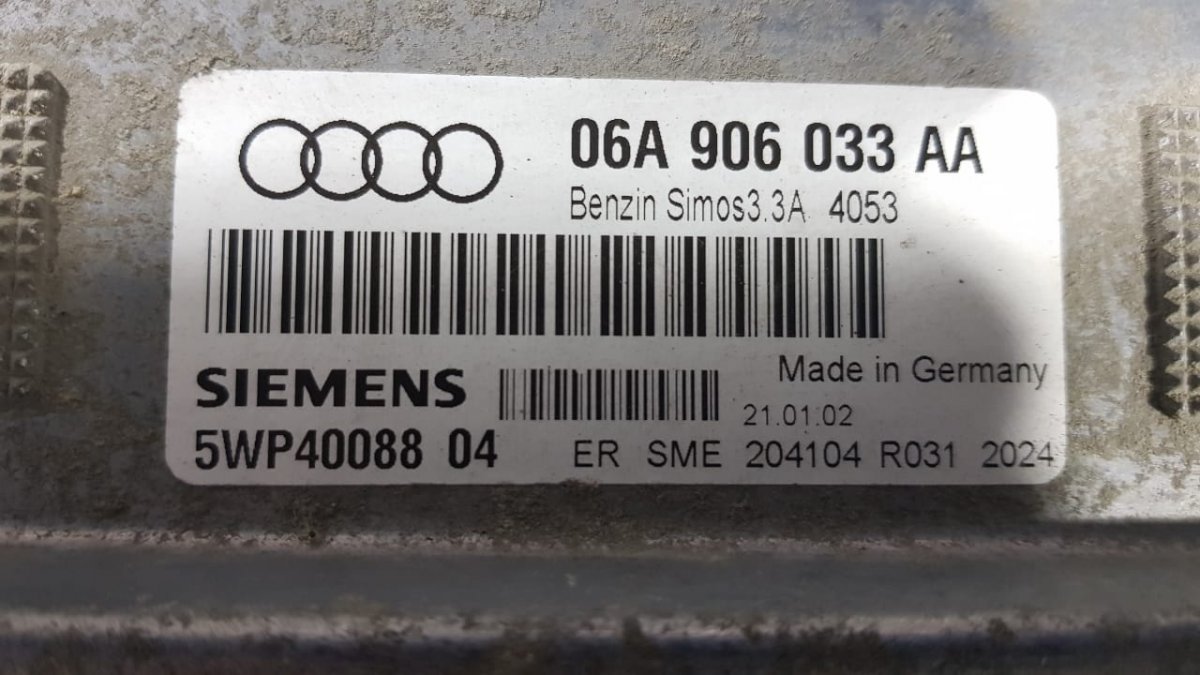 06A 906 033 AA
Benzin Simos3.3A 4053
Made in Germany
SIEMENS
21.01.02
5WP40088 04
ER SME 204104 R031 2024